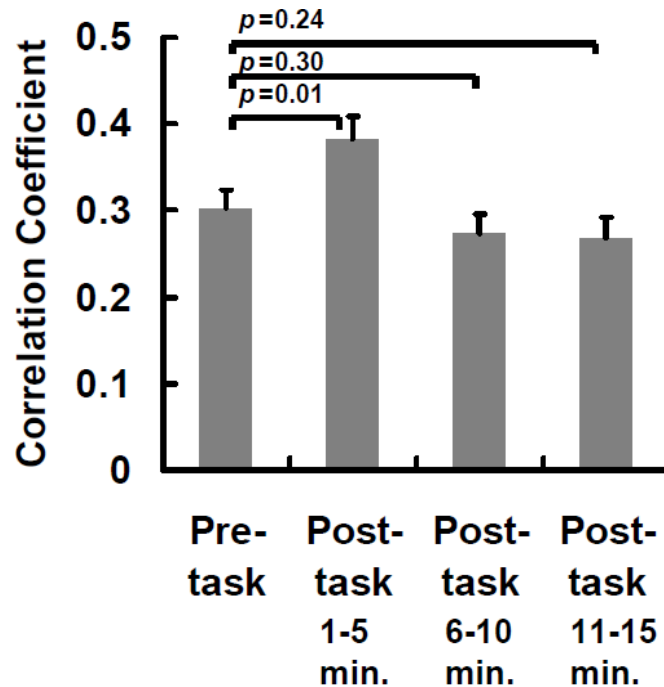 Correlation Coefficient
0.5
0.4
0.3
0.2
0.1
0
p=0.24
p=0.30
p=0.01
Pre-
task
Post-
task
1-5
min.
Post-
task
6-10
min.
Post-
task
11-15
min.